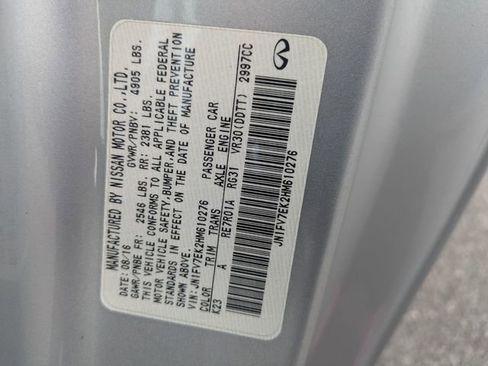 MANUFACTURED BY NISSAN MOTOR CO.,LTD.
DATE: 08/16 GVWR/PNBV: 4905 LBS.
GAWR/PNBE FR: 2546 LBS. RR: 2381 LBS.
THIS VEHICLE CONFORMS TO ALL APPLICABLE FEDERAL
MOTOR VEHICLE SAFETY,BUMPER,AND THEFT PREVENTION
STANDARDS IN EFFECT ON THE DATE OF MANUFACTURE
SHOWN ABOVE.
VIN: JN1FV7EK2HM610276 PASSENGER CAR
COLOR TRIM TRANS AXLE ENGINE
K23 A RE7R01A RG31 VR30(DDTT) 2997CC
JN1FV7EK2HM610276